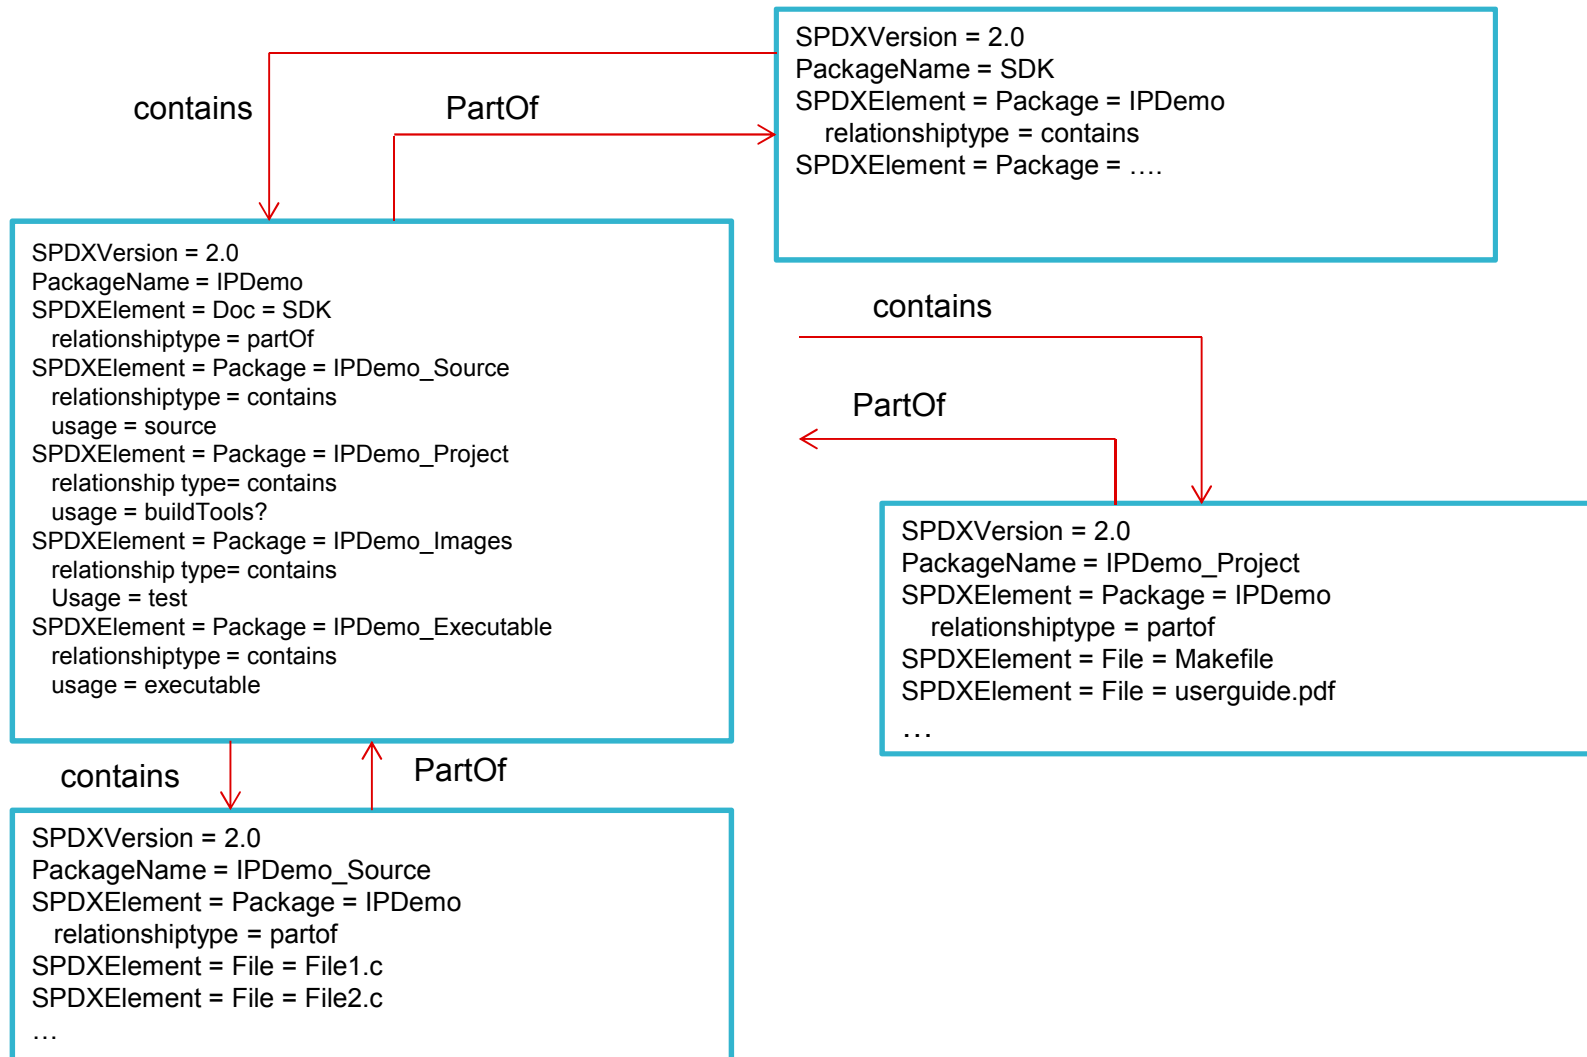 SPDXVersion = 2.0
PackageName = SDK
SPDXElement = Package = IPDemo
relationshiptype = contains
SPDXElement = Package = ….
contains
PartOf
SPDXVersion = 2.0
PackageName = IPDemo
SPDXElement = Doc = SDK
relationshiptype = partOf
SPDXElement = Package = IPDemo_Source
relationshiptype = contains
usage = source
SPDXElement = Package = IPDemo_Project
relationship type= contains
usage = buildTools?
SPDXElement = Package = IPDemo_Images
relationship type= contains
Usage = test
SPDXElement = Package = IPDemo_Executable
relationshiptype = contains
usage = executable
contains
PartOf
SPDXVersion = 2.0
PackageName = IPDemo_Project
SPDXElement = Package = IPDemo
relationshiptype = partof
SPDXElement = File = Makefile
SPDXElement = File = userguide.pdf
…
contains
PartOf
SPDXVersion = 2.0
PackageName = IPDemo_Source
SPDXElement = Package = IPDemo
relationshiptype = partof
SPDXElement = File = File1.c
SPDXElement = File = File2.c
…